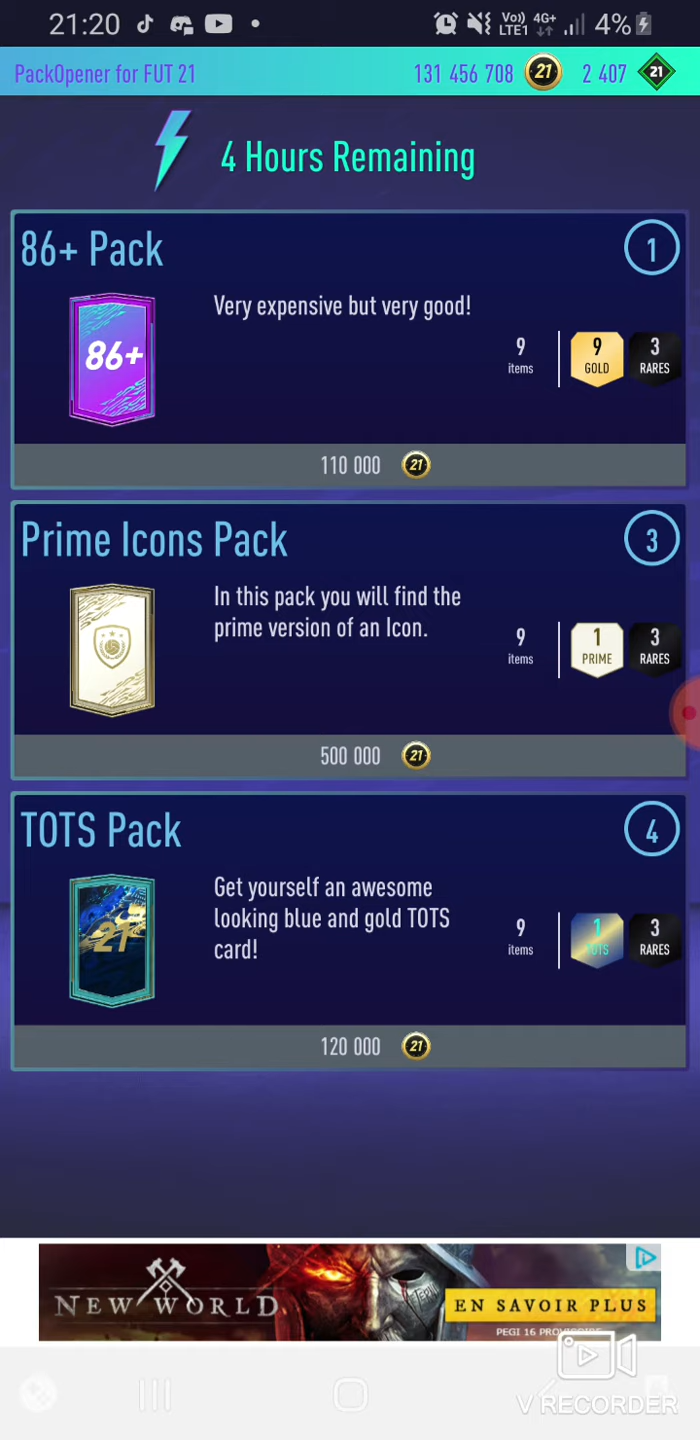 21:20 Vo)) 4G+ LTE1 4%
PackOpener for FUT 21 131 456 708 21 2 407 21
4 Hours Remaining
86+ Pack 1
Very expensive but very good!
86+
9 items 9 GOLD 3 RARES
110 000 21
Prime Icons Pack 3
In this pack you will find the
prime version of an Icon.
9 items 1 PRIME 3 RARES
500 000 21
TOTS Pack 4
Get yourself an awesome
looking blue and gold TOTS
card!
21
9 items 1 TOTS 3 RARES
120 000 21
NEW WORLD
EN SAVOIR PLUS
PEGI 16 PROVISOIRE
V RECORDER